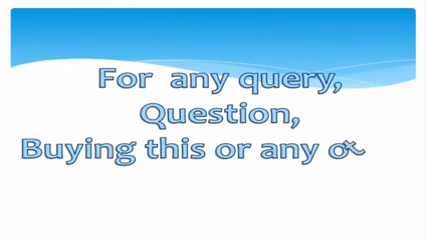 For any query,
Question,
Buying this or any